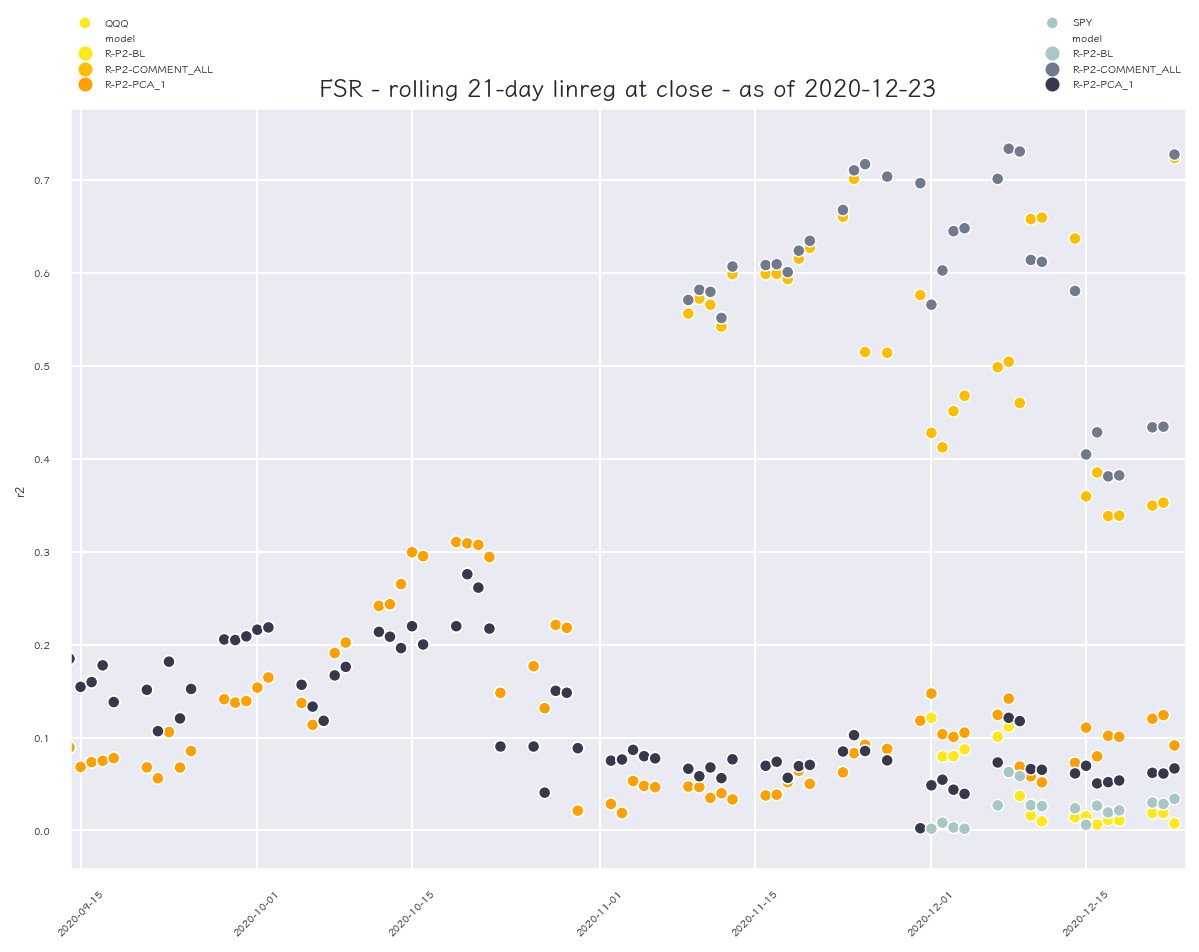 QQQ
model
R-P2-BL
R-P2-COMMENT_ALL
R-P2-PCA_1
SPY
model
R-P2-BL
R-P2-COMMENT_ALL
R-P2-PCA_1
FSR - rolling 21-day linreg at close - as of 2020-12-23
0.7
0.6
0.5
0.4
0.3
0.2
0.1
0.0
r2
2020-09-15
2020-10-01
2020-10-15
2020-11-01
2020-11-15
2020-12-01
2020-12-15